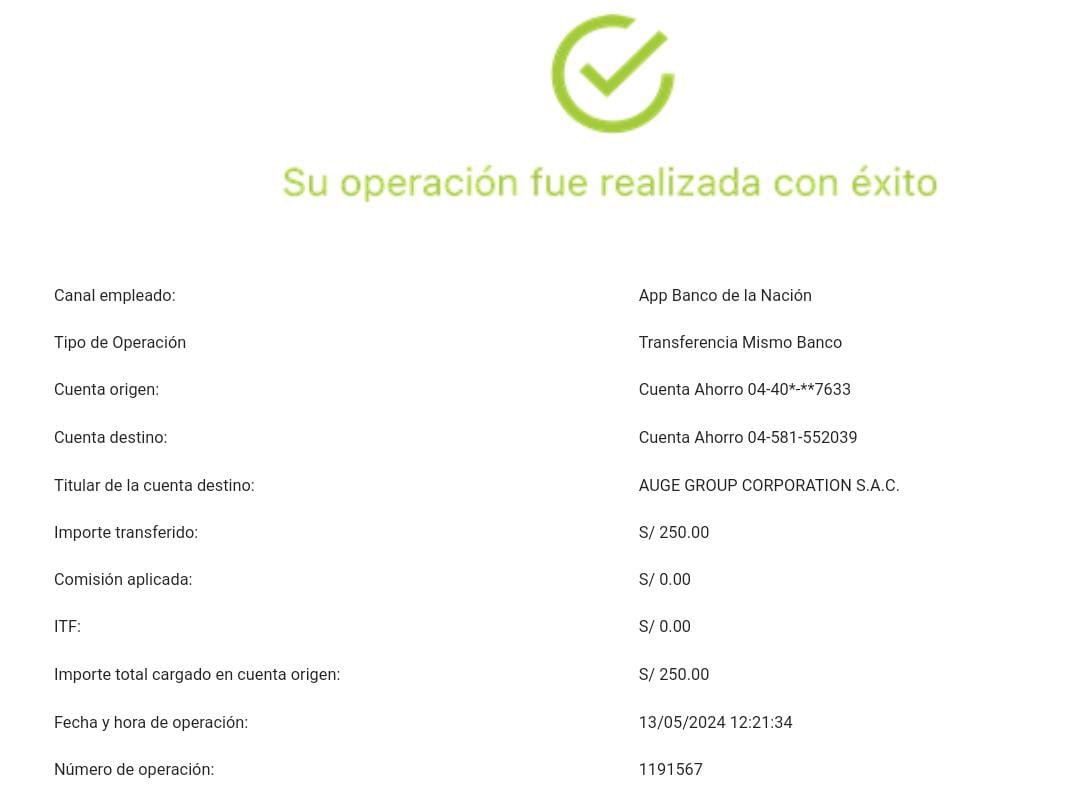 Su operación fue realizada con éxito
Canal empleado: App Banco de la Nación
Tipo de Operación Transferencia Mismo Banco
Cuenta origen: Cuenta Ahorro 04-40*-**7633
Cuenta destino: Cuenta Ahorro 04-581-552039
Titular de la cuenta destino: AUGE GROUP CORPORATION S.A.C.
Importe transferido: S/ 250.00
Comisión aplicada: S/ 0.00
ITF: S/ 0.00
Importe total cargado en cuenta origen: S/ 250.00
Fecha y hora de operación: 13/05/2024 12:21:34
Número de operación: 1191567